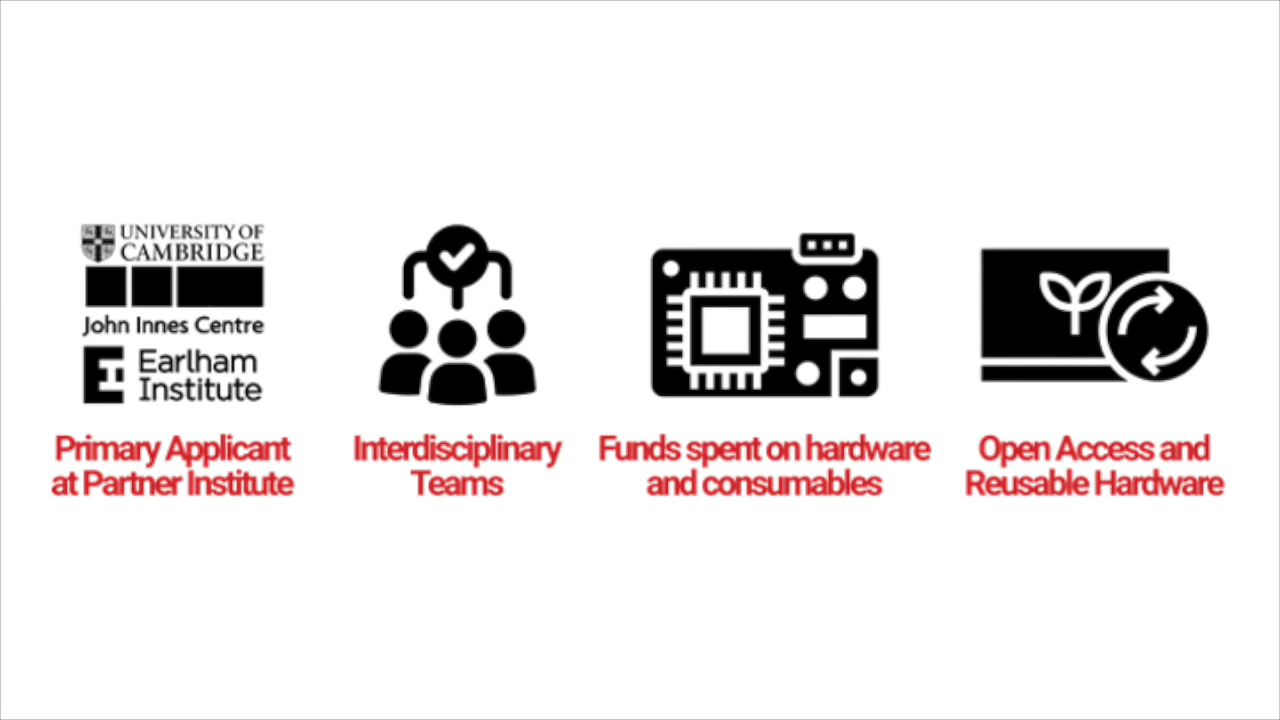 UNIVERSITY OF
CAMBRIDGE
John Innes Centre
Earlham
Institute
Primary Applicant
at Partner Institute
Interdisciplinary
Teams
Funds spent on hardware
and consumables
Open Access and
Reusable Hardware